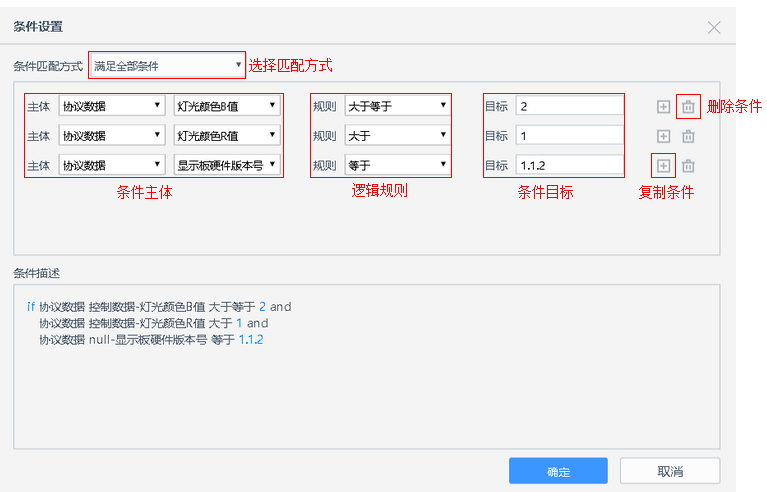 条件设置
条件匹配方式 满足全部条件 选择匹配方式
主体 协议数据 灯光颜色B值 规则 大于等于 目标 2 删除条件
主体 协议数据 灯光颜色R值 规则 大于 目标 1
主体 协议数据 显示板硬件版本号 规则 等于 目标 1.1.2
条件主体 逻辑规则 条件目标 复制条件
条件描述
if 协议数据 控制数据-灯光颜色B值 大于等于 2 and
协议数据 控制数据-灯光颜色R值 大于 1 and
协议数据 null-显示板硬件版本号 等于 1.1.2
确定 取消